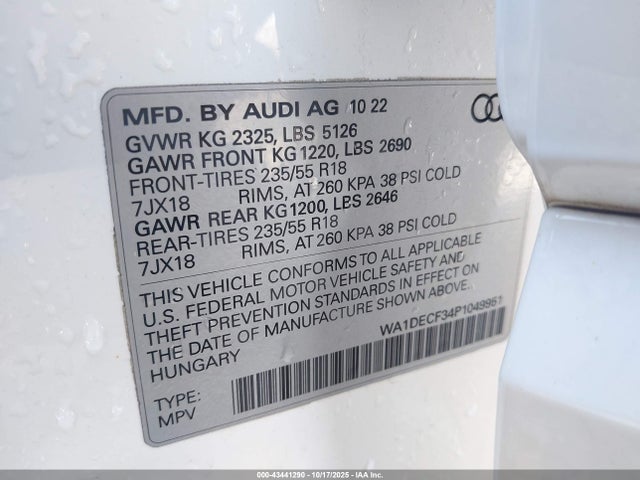 MFD. BY AUDI AG 10 22
GVWR KG 2325, LBS 5126
GAWR FRONT KG 1220, LBS 2690
FRONT-TIRES 235/55 R18
7JX18 RIMS, AT 260 KPA 38 PSI COLD
GAWR REAR KG 1200, LBS 2646
REAR-TIRES 235/55 R18
7JX18 RIMS, AT 260 KPA 38 PSI COLD
THIS VEHICLE CONFORMS TO ALL APPLICABLE
U.S. FEDERAL MOTOR VEHICLE SAFETY AND
THEFT PREVENTION STANDARDS IN EFFECT ON
THE DATE OF MANUFACTURE SHOWN ABOVE.
HUNGARY
WA1DECF34P1049951
TYPE:
MPV
000-43441290 - 10/17/2025 - IAA Inc.